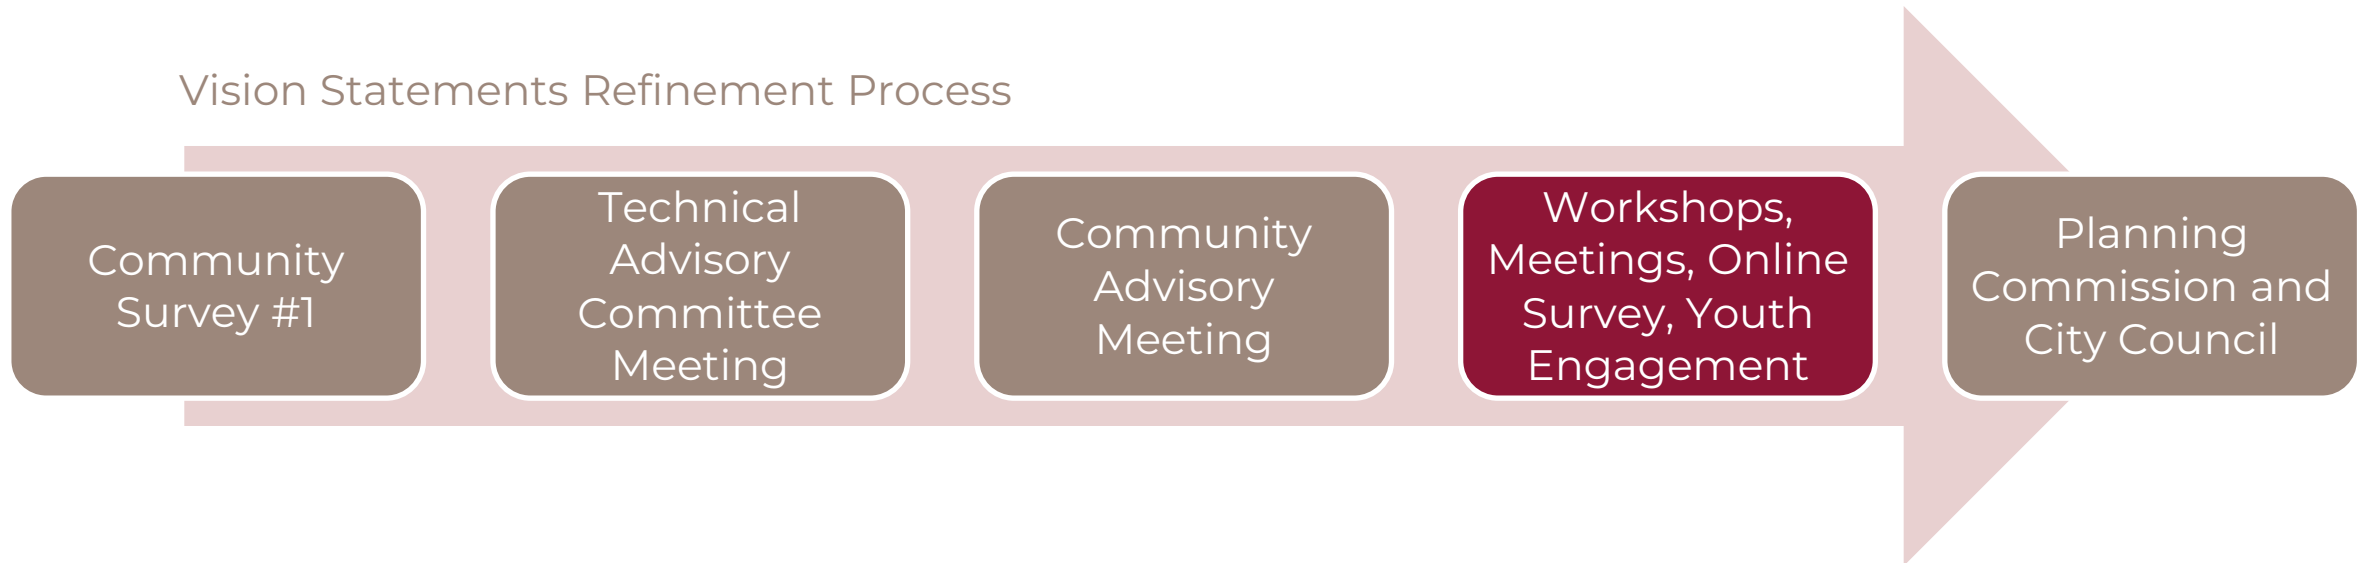 Vision Statements Refinement Process
Community
Survey #1
Technical
Advisory
Committee
Meeting
Community
Advisory
Meeting
Workshops,
Meetings, Online
Survey, Youth
Engagement
Planning
Commission and
City Council